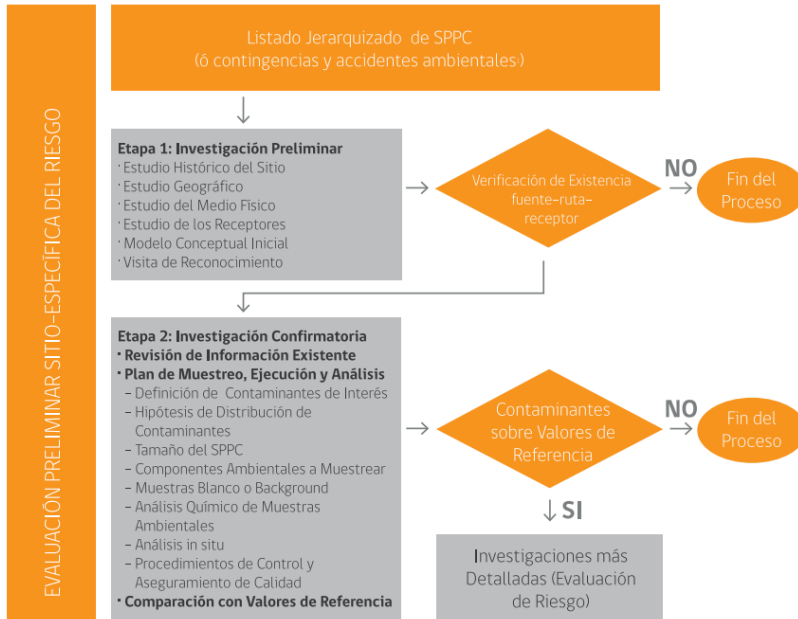 EVALUACIÓN PRELIMINAR SITIO-ESPECÍFICA DEL RIESGO
Listado Jerarquizado de SPPC
(ó contingencias y accidentes ambientales)
Etapa 1: Investigación Preliminar
· Estudio Histórico del Sitio
· Estudio Geográfico
· Estudio del Medio Físico
· Estudio de los Receptores
· Modelo Conceptual Inicial
· Visita de Reconocimiento
Verificación de Existencia
fuente-ruta-
receptor
NO
Fin del
Proceso
Etapa 2: Investigación Confirmatoria
· Revisión de Información Existente
· Plan de Muestreo, Ejecución y Análisis
– Definición de Contaminantes de Interés
– Hipótesis de Distribución de
Contaminantes
– Tamaño del SPPC
– Componentes Ambientales a Muestrear
– Muestras Blanco o Background
– Análisis Químico de Muestras
Ambientales
– Análisis in situ
– Procedimientos de Control y
Aseguramiento de Calidad
· Comparación con Valores de Referencia
Contaminantes
sobre Valores de
Referencia
NO
Fin del
Proceso
SI
Investigaciones más
Detalladas (Evaluación
de Riesgo)